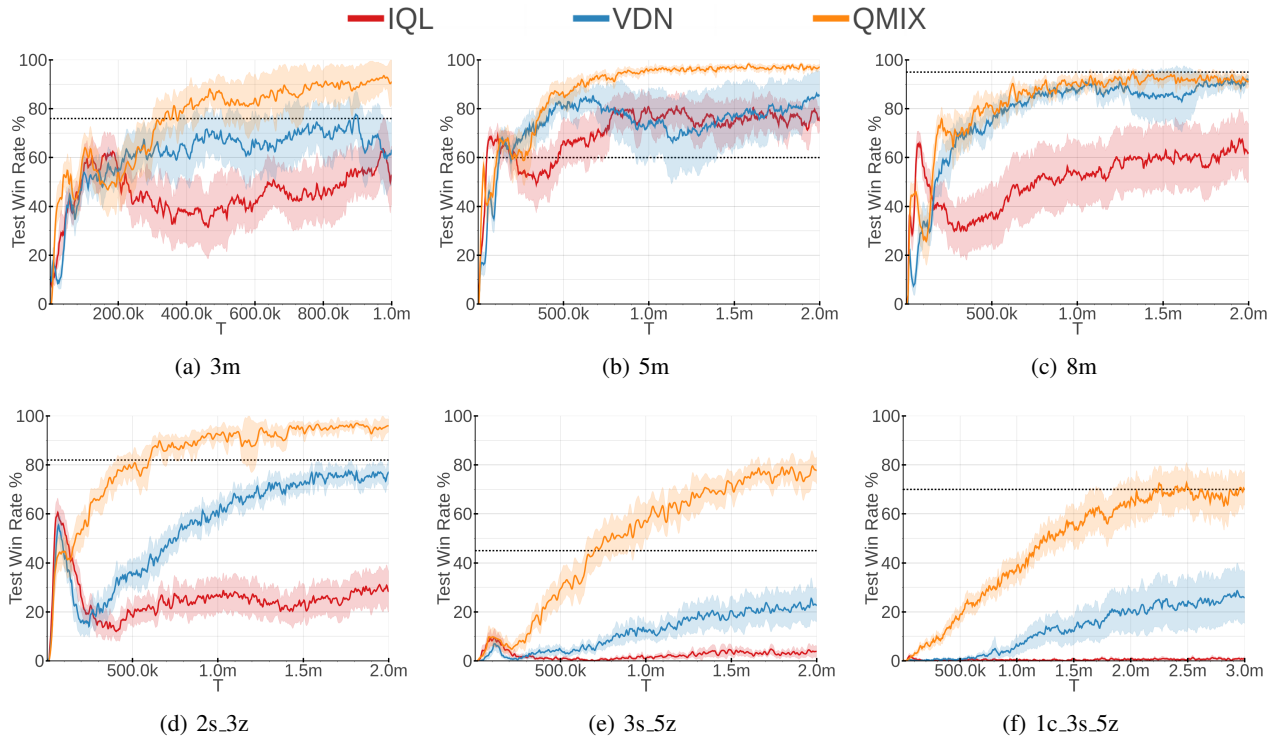 IQL VDN QMIX
Test Win Rate %
100
80
60
40
20
0
200.0k 400.0k 600.0k 800.0k 1.0m
T
(a) 3m
Test Win Rate %
100
80
60
40
20
0
500.0k 1.0m 1.5m 2.0m
T
(b) 5m
Test Win Rate %
100
80
60
40
20
0
500.0k 1.0m 1.5m 2.0m
T
(c) 8m
Test Win Rate %
100
80
60
40
20
0
500.0k 1.0m 1.5m 2.0m
T
(d) 2s_3z
Test Win Rate %
100
80
60
40
20
0
500.0k 1.0m 1.5m 2.0m
T
(e) 3s_5z
Test Win Rate %
100
80
60
40
20
0
500.0k 1.0m 1.5m 2.0m 2.5m 3.0m
T
(f) 1c_3s_5z